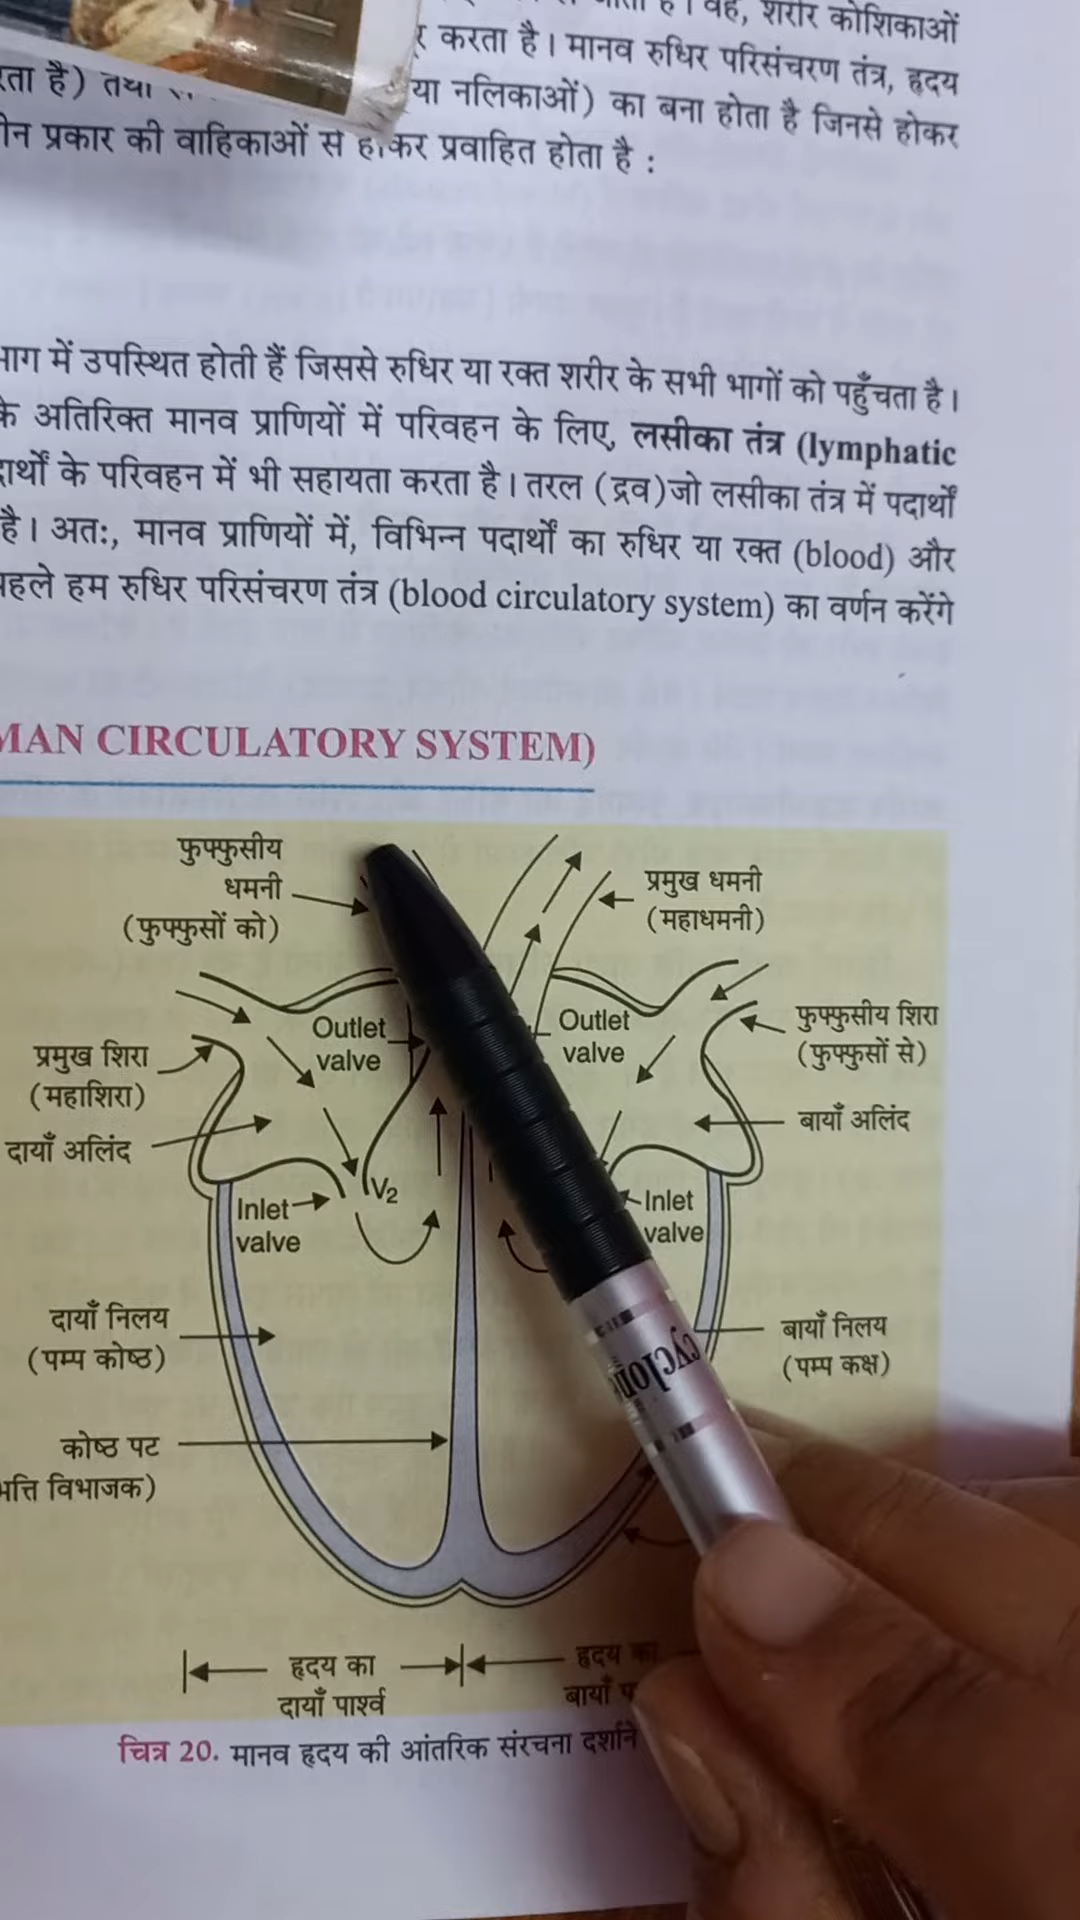 है। वह, शरीर कोशिकाओं
र करता है। मानव रुधिर परिसंचरण तंत्र, हृदय
रता है) तथा या नलिकाओं) का बना होता है जिनसे होकर
ीन प्रकार की वाहिकाओं से होकर प्रवाहित होता है :
भाग में उपस्थित होती हैं जिससे रुधिर या रक्त शरीर के सभी भागों को पहुँचता है।
के अतिरिक्त मानव प्राणियों में परिवहन के लिए, लसीका तंत्र (lymphatic
दार्थों के परिवहन में भी सहायता करता है। तरल (द्रव)जो लसीका तंत्र में पदार्थों
है। अतः, मानव प्राणियों में, विभिन्न पदार्थों का रुधिर या रक्त (blood) और
पहले हम रुधिर परिसंचरण तंत्र (blood circulatory system) का वर्णन करेंगे
MAN CIRCULATORY SYSTEM)
फुफ्फुसीय
धमनी
(फुफ्फुसों को)
प्रमुख धमनी
(महाधमनी)
Outlet
valve
Outlet
valve
फुफ्फुसीय शिरा
(फुफ्फुसों से)
प्रमुख शिरा
(महाशिरा)
दायाँ अलिंद
बायाँ अलिंद
V2
Inlet
valve
Inlet
valve
दायाँ निलय
(पम्प कोष्ठ)
बायाँ निलय
(पम्प कक्ष)
cyclone
कोष्ठ पट
भित्ति विभाजक)
हृदय का
दायाँ पार्श्व
हृदय का
बायाँ
चित्र 20. मानव हृदय की आंतरिक संरचना दर्शाने